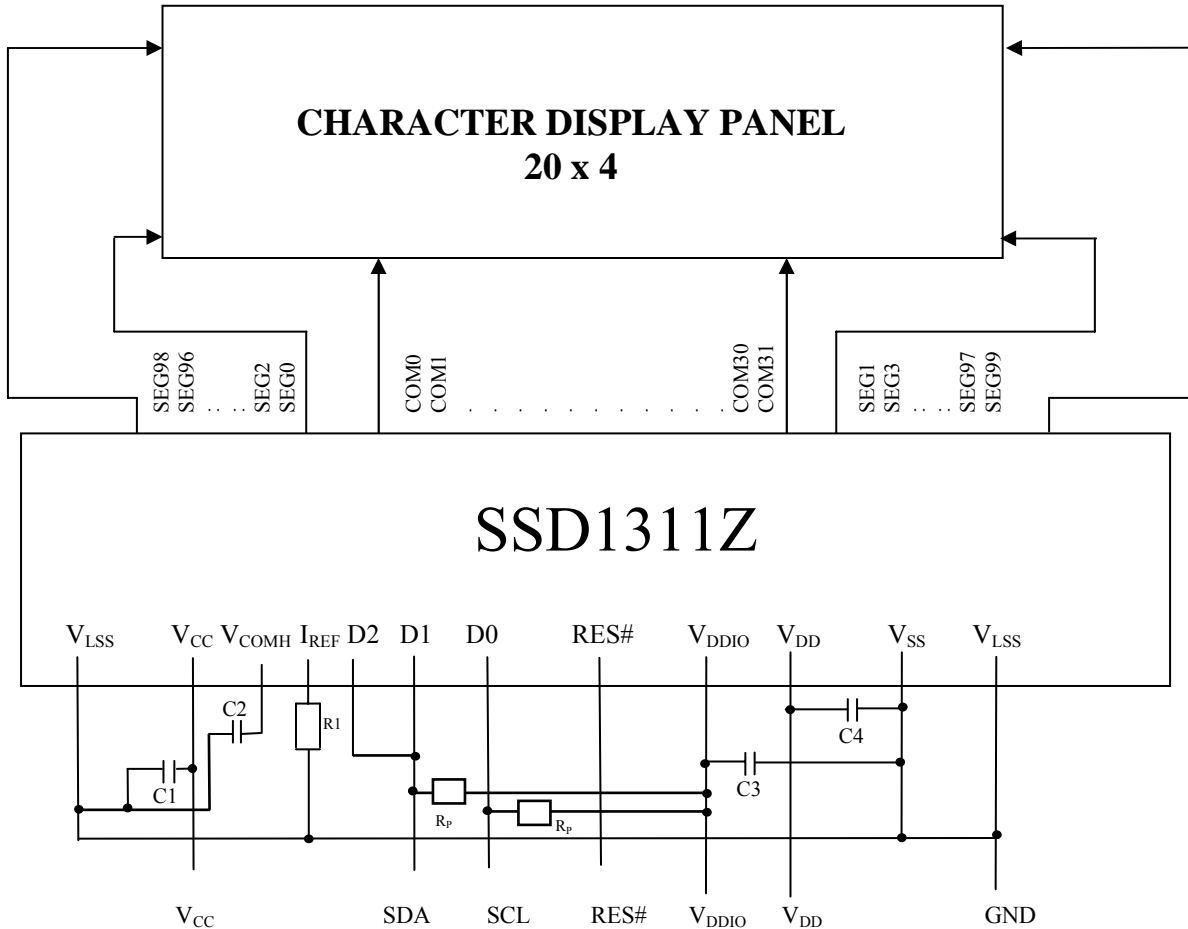 CHARACTER DISPLAY PANEL
20 x 4
SEG98
SEG96
. . . . .
SEG2
SEG0
COM0
COM1
. . . . . . . . . . .
COM30
COM31
SEG1
SEG3
. . . . .
SEG97
SEG99
SSD1311Z
VLSS VCC VCOMH IREF D2 D1 D0 RES# VDDIO VDD VSS VLSS
C2
R1
C4
C1
C3
RP RP
VCC SDA SCL RES# VDDIO VDD GND